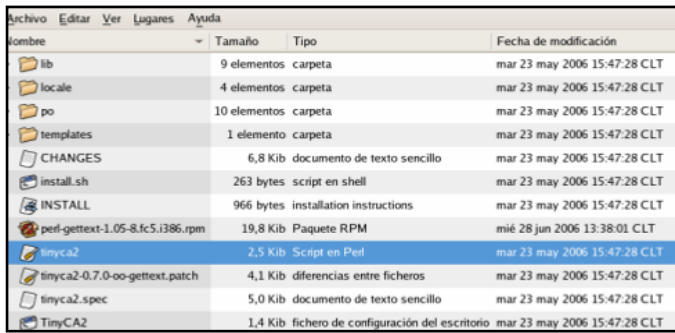 Archivo Editar Ver Lugares Ayuda
Nombre Tamaño Tipo Fecha de modificación
lib 9 elementos carpeta mar 23 may 2006 15:47:28 CLT
locale 4 elementos carpeta mar 23 may 2006 15:47:28 CLT
po 10 elementos carpeta mar 23 may 2006 15:47:28 CLT
templates 1 elemento carpeta mar 23 may 2006 15:47:28 CLT
CHANGES 6,8 Kib documento de texto sencillo mar 23 may 2006 15:47:28 CLT
install.sh 263 bytes script en shell mar 23 may 2006 15:47:28 CLT
INSTALL 966 bytes installation instructions mar 23 may 2006 15:47:28 CLT
perl-gettext-1.05-8.fc5.i386.rpm 19,8 Kib Paquete RPM mié 28 jun 2006 13:38:01 CLT
tinyca2 2,5 Kib Script en Perl mar 23 may 2006 15:47:28 CLT
tinyca2-0.7.0-oo-gettext.patch 4,1 Kib diferencias entre ficheros mar 23 may 2006 15:47:28 CLT
tinyca2.spec 5,0 Kib documento de texto sencillo mar 23 may 2006 15:47:28 CLT
TinyCA2 1,4 Kib fichero de configuración del escritorio mar 23 may 2006 15:47:28 CLT